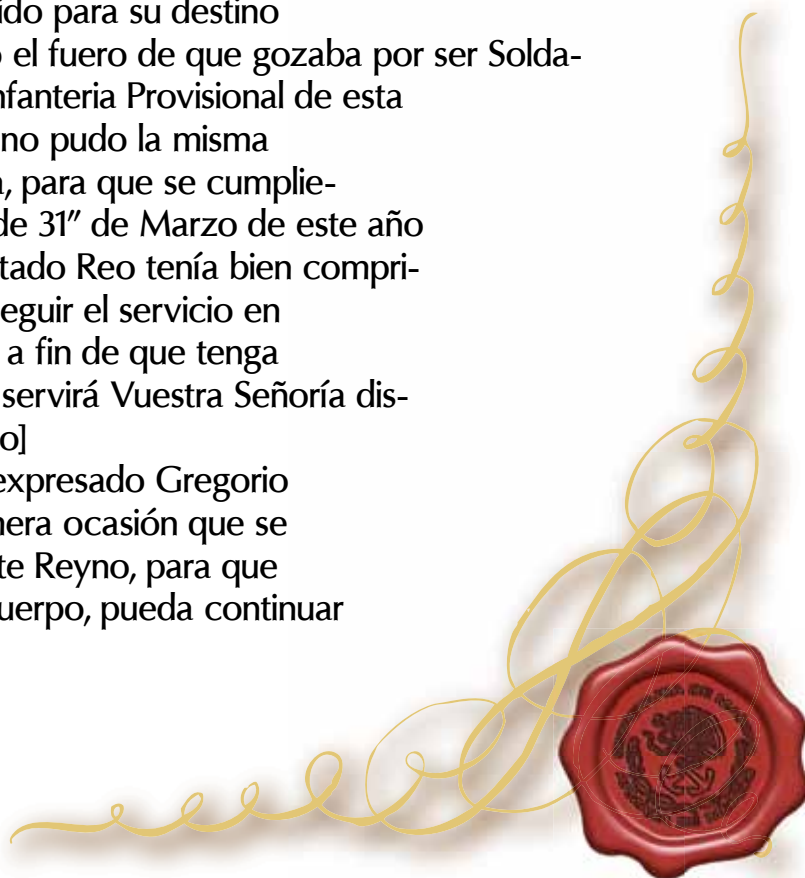 ído para su destino
o el fuero de que gozaba por ser Solda-
nfanteria Provisional de esta
no pudo la misma
a, para que se cumplie-
de 31” de Marzo de este año
tado Reo tenía bien compri-
eguir el servicio en
a fin de que tenga
servirá Vuestra Señoría dis-
o]
expresado Gregorio
nera ocasión que se
te Reyno, para que
uerpo, pueda continuar